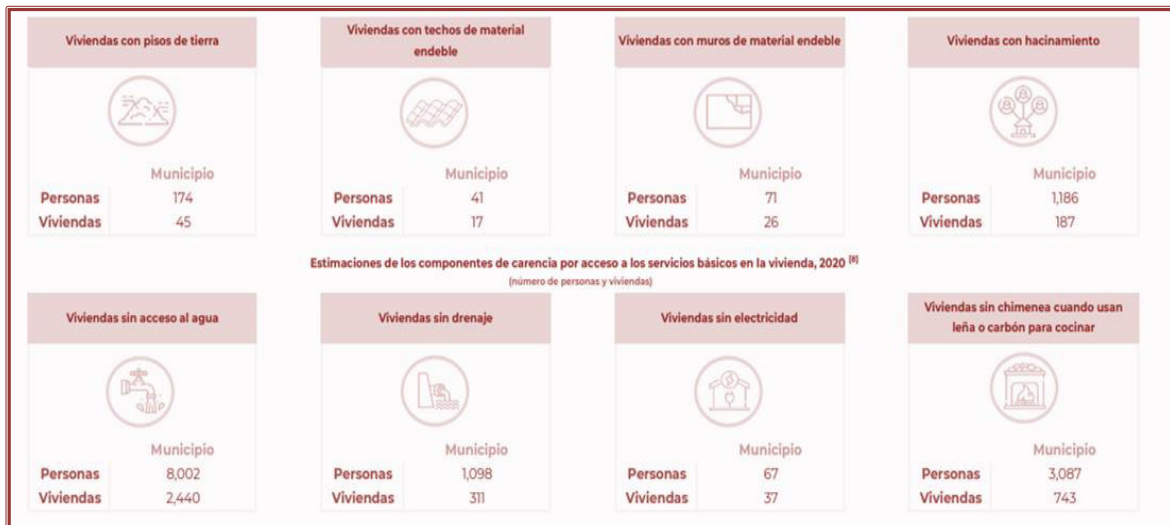 Viviendas con pisos de tierra
Municipio
Personas 174
Viviendas 45
Viviendas con techos de material
endeble
Municipio
Personas 41
Viviendas 17
Viviendas con muros de material endeble
Municipio
Personas 71
Viviendas 26
Viviendas con hacinamiento
Municipio
Personas 1,186
Viviendas 187
Estimaciones de los componentes de carencia por acceso a los servicios básicos en la vivienda, 2020 [8]
(número de personas y viviendas)
Viviendas sin acceso al agua
Municipio
Personas 8,002
Viviendas 2,440
Viviendas sin drenaje
Municipio
Personas 1,098
Viviendas 311
Viviendas sin electricidad
Municipio
Personas 67
Viviendas 37
Viviendas sin chimenea cuando usan
leña o carbón para cocinar
Municipio
Personas 3,087
Viviendas 743